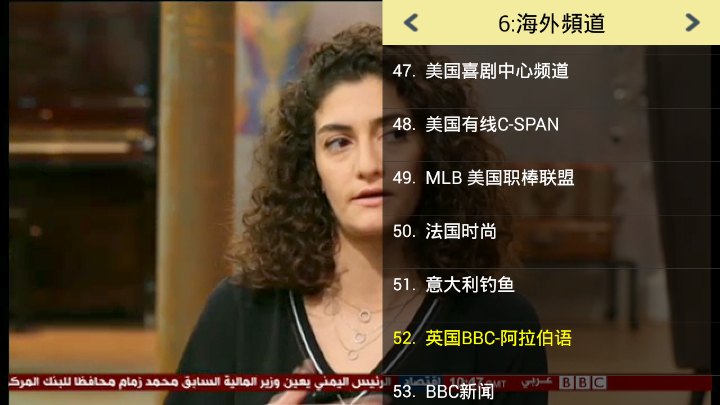 6:海外頻道
47. 美国喜剧中心频道
48. 美国有线C-SPAN
49. MLB 美国职棒联盟
50. 法国时尚
51. 意大利钓鱼
52. 英国BBC-阿拉伯语
الرئيس اليمني يعين وزير المالية السابق محمد زمام محافظا للبنك المركـ
اقتصاد 10:47 GMT عربي BBC
53. BBC新闻